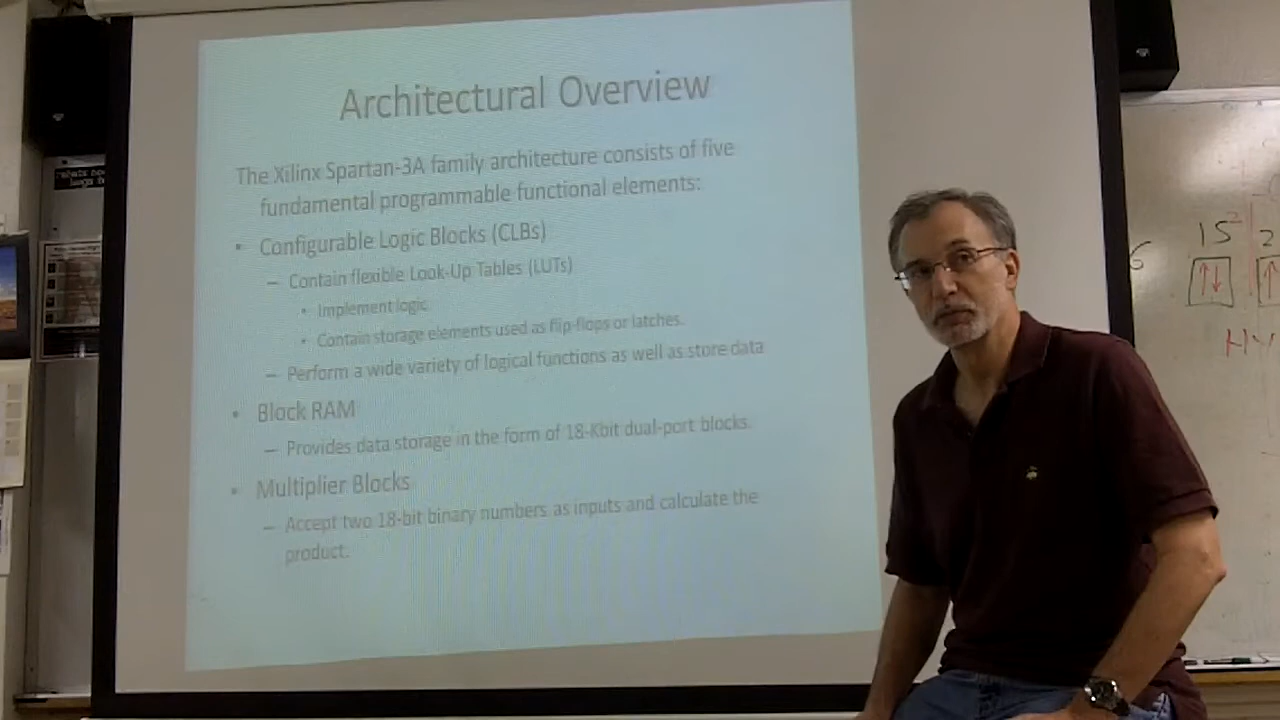 Architectural Overview
The Xilinx Spartan-3A family architecture consists of five
fundamental programmable functional elements:
• Configurable Logic Blocks (CLBs)
– Contain flexible Look-Up Tables (LUTs)
• Implement logic
• Contain storage elements used as flip-flops or latches.
– Perform a wide variety of logical functions as well as store data
• Block RAM
– Provides data storage in the form of 18-Kbit dual-port blocks.
• Multiplier Blocks
– Accept two 18-bit binary numbers as inputs and calculate the
product.
1S² 2
↑↓ ↑